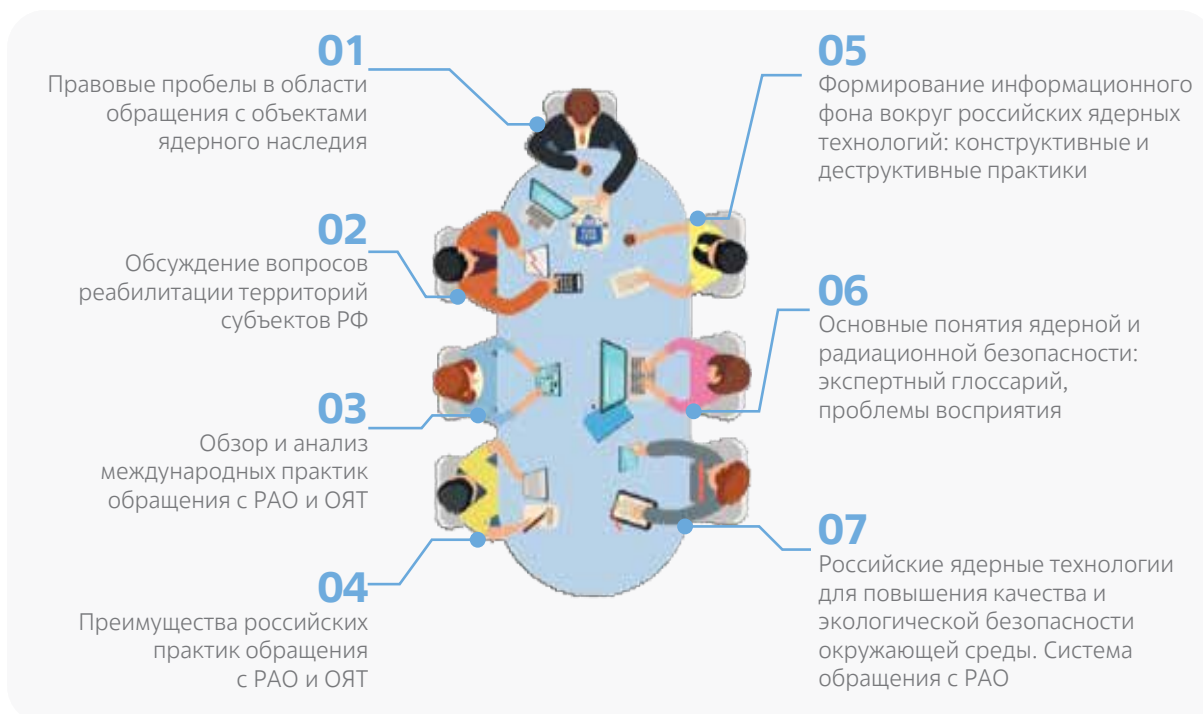 01
Правовые пробелы в области
обращения с объектами
ядерного наследия
02
Обсуждение вопросов
реабилитации территорий
субъектов РФ
03
Обзор и анализ
международных практик
обращения с РАО и ОЯТ
04
Преимущества российских
практик обращения
с РАО и ОЯТ
05
Формирование информационного
фона вокруг российских ядерных
технологий: конструктивные и
деструктивные практики
06
Основные понятия ядерной и
радиационной безопасности:
экспертный глоссарий,
проблемы восприятия
07
Российские ядерные технологии
для повышения качества и
экологической безопасности
окружающей среды. Система
обращения с РАО